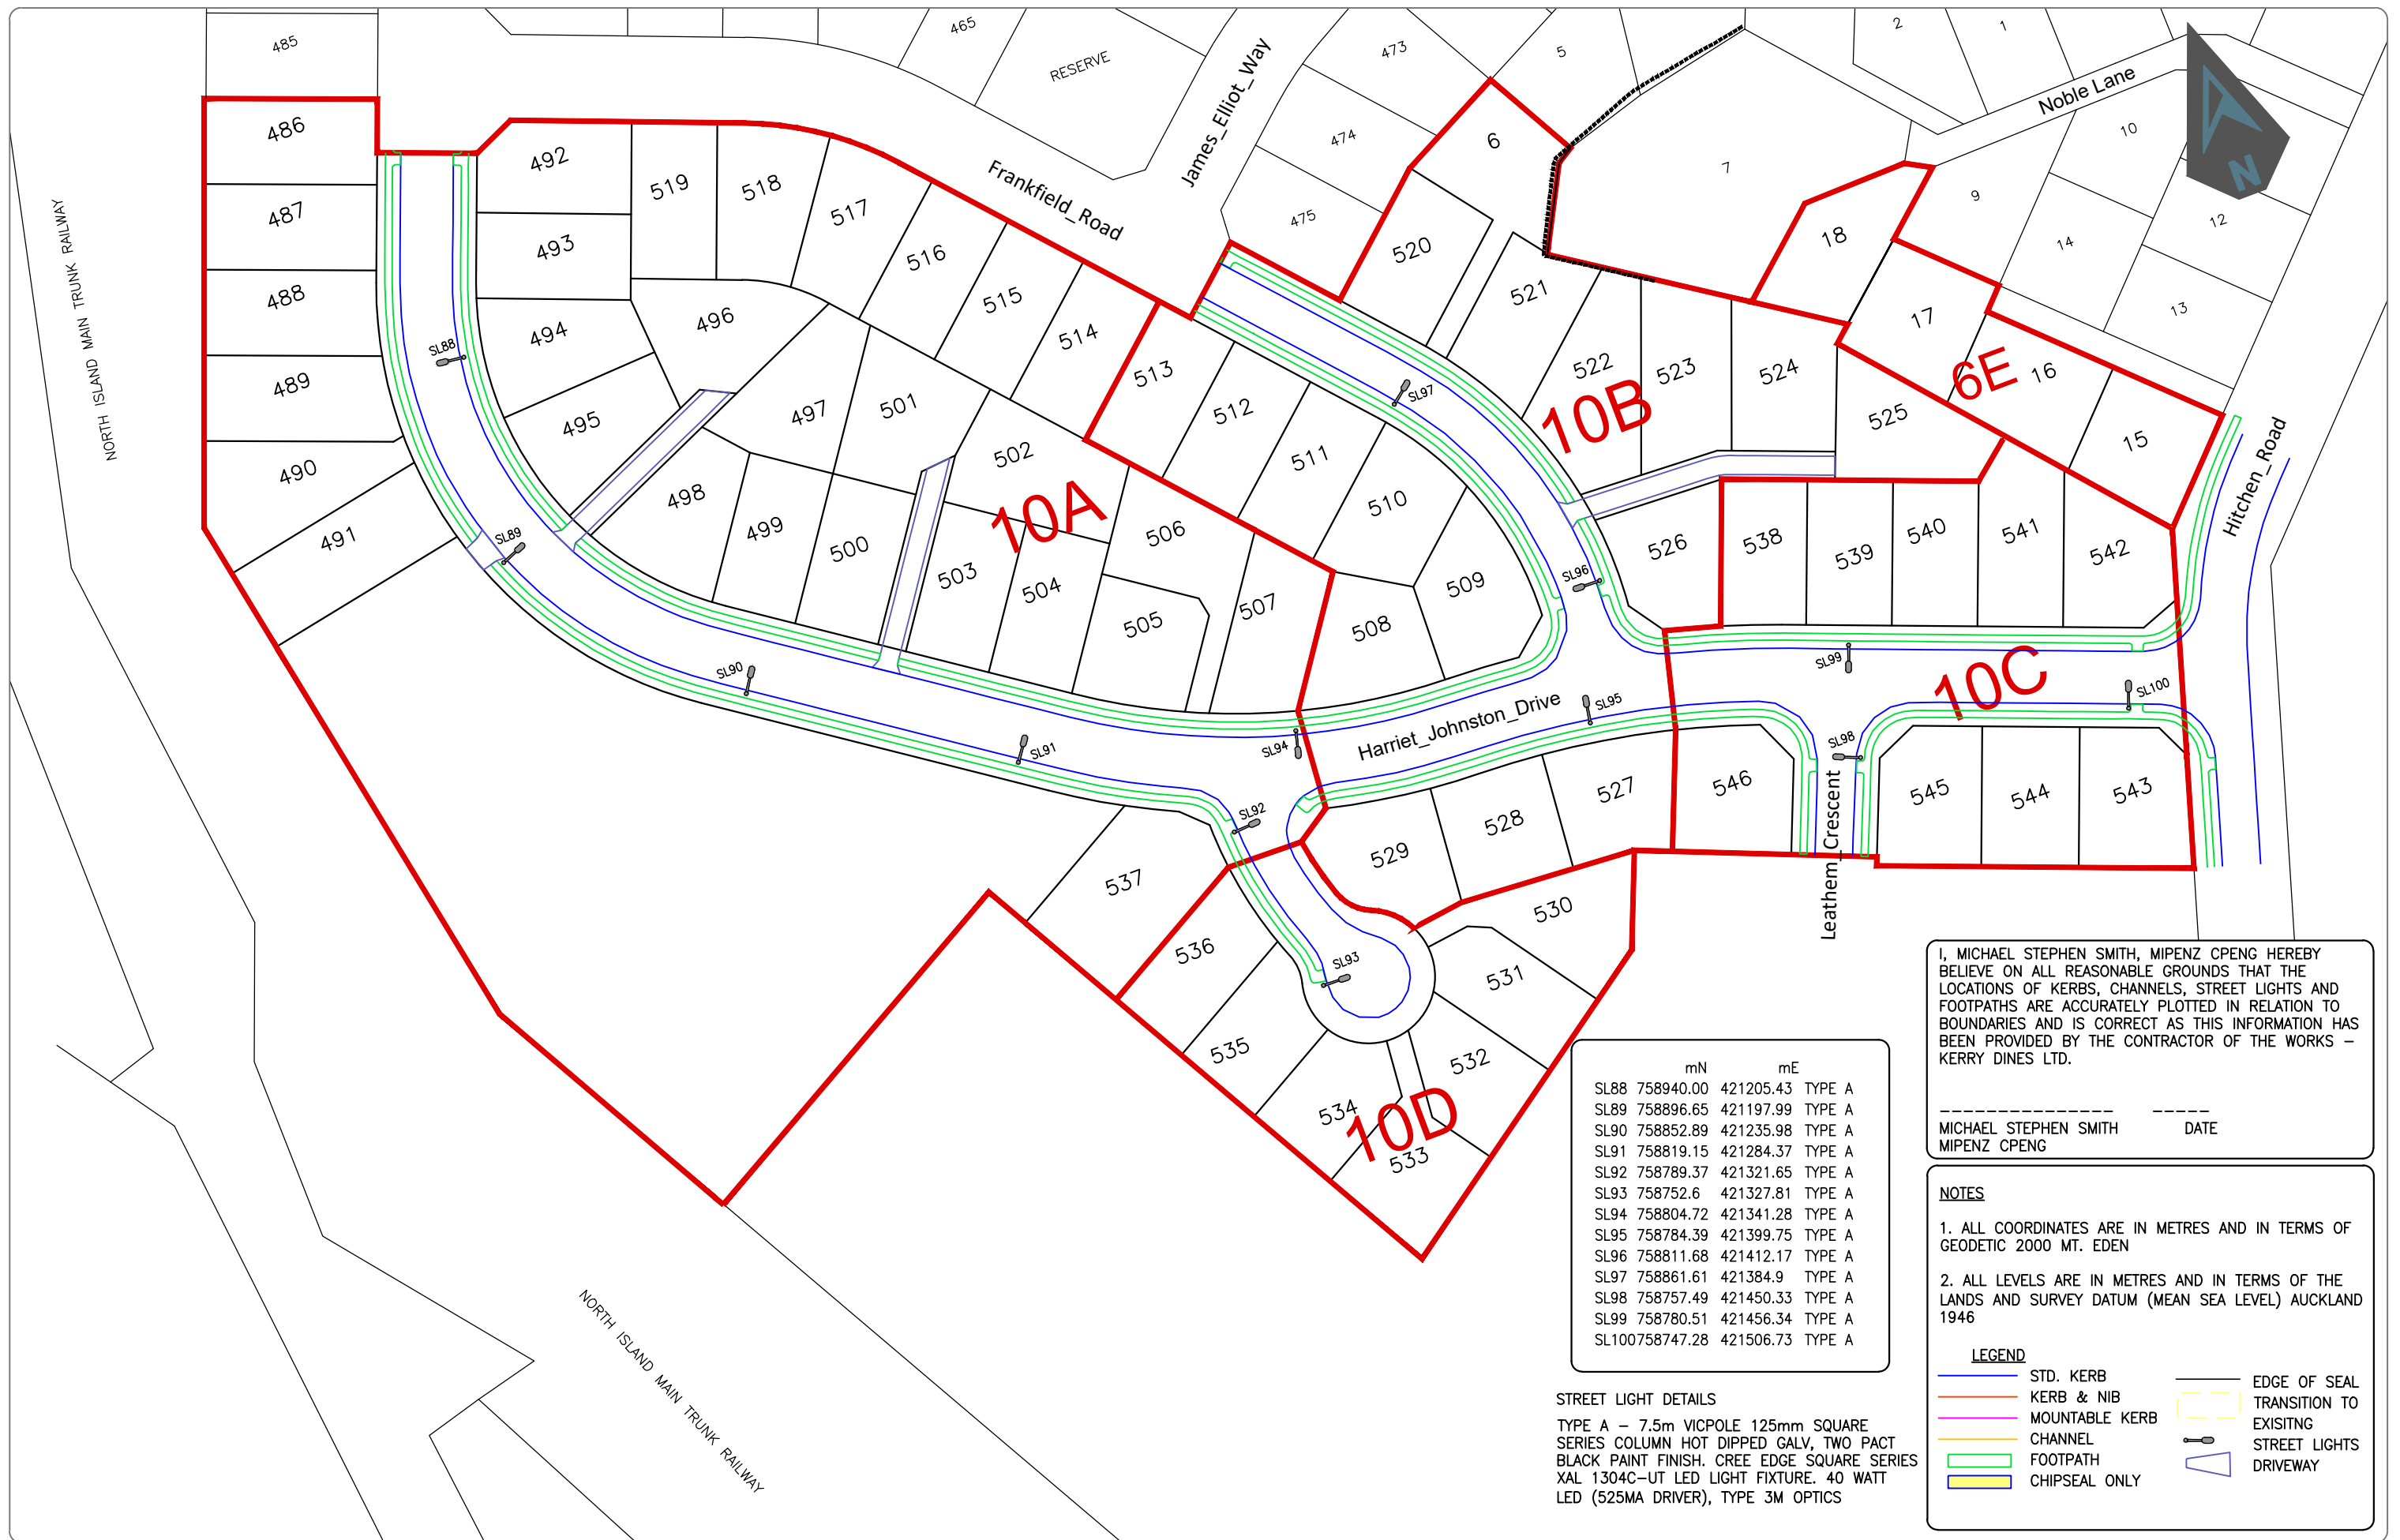 485
465
RESERVE
James_Elliot_Way
473
5
2
1
Noble Lane
10
486
492
474
6
7
9
12
N
487
519
518
517
Frankfield_Road
475
520
18
14
13
NORTH ISLAND MAIN TRUNK RAILWAY
493
516
488
494
496
515
514
521
17
SL88
489
513
522
523
524
6E
16
495
497
501
512
SL97
10B
525
15
490
502
511
Hitchen_Road
491
SL89
498
499
500
10A
506
510
526
538
539
540
541
542
503
504
507
SL96
509
505
508
SL90
SL99
10C
SL100
SL91
SL94
Harriet_Johnston_Drive
SL95
SL98
SL92
529
528
527
546
Leathem_Crescent
545
544
543
537
530
536
SL93
531
535
532
534
10D
533
I, MICHAEL STEPHEN SMITH, MIPENZ CPENG HEREBY
BELIEVE ON ALL REASONABLE GROUNDS THAT THE
LOCATIONS OF KERBS, CHANNELS, STREET LIGHTS AND
FOOTPATHS ARE ACCURATELY PLOTTED IN RELATION TO
BOUNDARIES AND IS CORRECT AS THIS INFORMATION HAS
BEEN PROVIDED BY THE CONTRACTOR OF THE WORKS –
KERRY DINES LTD.
_______________ _____
MICHAEL STEPHEN SMITH DATE
MIPENZ CPENG
mN mE
SL88 758940.00 421205.43 TYPE A
SL89 758896.65 421197.99 TYPE A
SL90 758852.89 421235.98 TYPE A
SL91 758819.15 421284.37 TYPE A
SL92 758789.37 421321.65 TYPE A
SL93 758752.6 421327.81 TYPE A
SL94 758804.72 421341.28 TYPE A
SL95 758784.39 421399.75 TYPE A
SL96 758811.68 421412.17 TYPE A
SL97 758861.61 421384.9 TYPE A
SL98 758757.49 421450.33 TYPE A
SL99 758780.51 421456.34 TYPE A
SL100758747.28 421506.73 TYPE A
NOTES
1. ALL COORDINATES ARE IN METRES AND IN TERMS OF
GEODETIC 2000 MT. EDEN
2. ALL LEVELS ARE IN METRES AND IN TERMS OF THE
LANDS AND SURVEY DATUM (MEAN SEA LEVEL) AUCKLAND
1946
LEGEND
STD. KERB
KERB & NIB
MOUNTABLE KERB
CHANNEL
FOOTPATH
CHIPSEAL ONLY
EDGE OF SEAL
TRANSITION TO
EXISITNG
STREET LIGHTS
DRIVEWAY
STREET LIGHT DETAILS
TYPE A – 7.5m VICPOLE 125mm SQUARE
SERIES COLUMN HOT DIPPED GALV, TWO PACT
BLACK PAINT FINISH. CREE EDGE SQUARE SERIES
XAL 1304C–UT LED LIGHT FIXTURE. 40 WATT
LED (525MA DRIVER), TYPE 3M OPTICS
NORTH ISLAND MAIN TRUNK RAILWAY